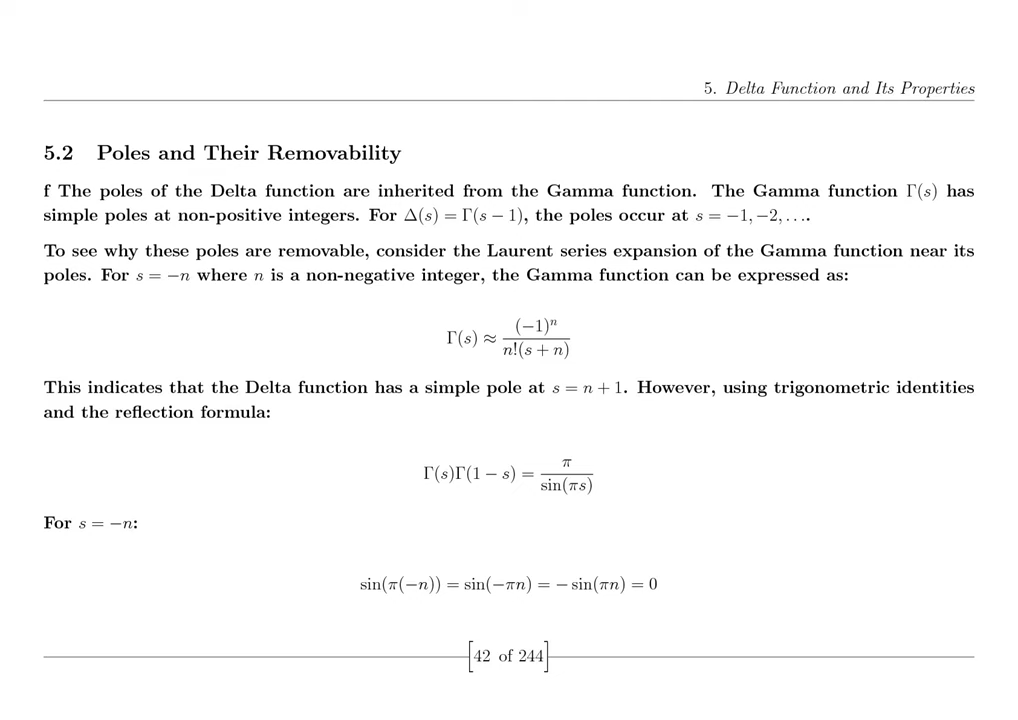 5. Delta Function and Its Properties
5.2 Poles and Their Removability
f The poles of the Delta function are inherited from the Gamma function. The Gamma function Γ(s) has
simple poles at non-positive integers. For Δ(s) = Γ(s − 1), the poles occur at s = −1, −2, . . ..
To see why these poles are removable, consider the Laurent series expansion of the Gamma function near its
poles. For s = −n where n is a non-negative integer, the Gamma function can be expressed as:
Γ(s) ≈ (−1)ⁿ / n!(s + n)
This indicates that the Delta function has a simple pole at s = n + 1. However, using trigonometric identities
and the reflection formula:
Γ(s)Γ(1 − s) = π / sin(πs)
For s = −n:
sin(π(−n)) = sin(−πn) = − sin(πn) = 0
[42 of 244]